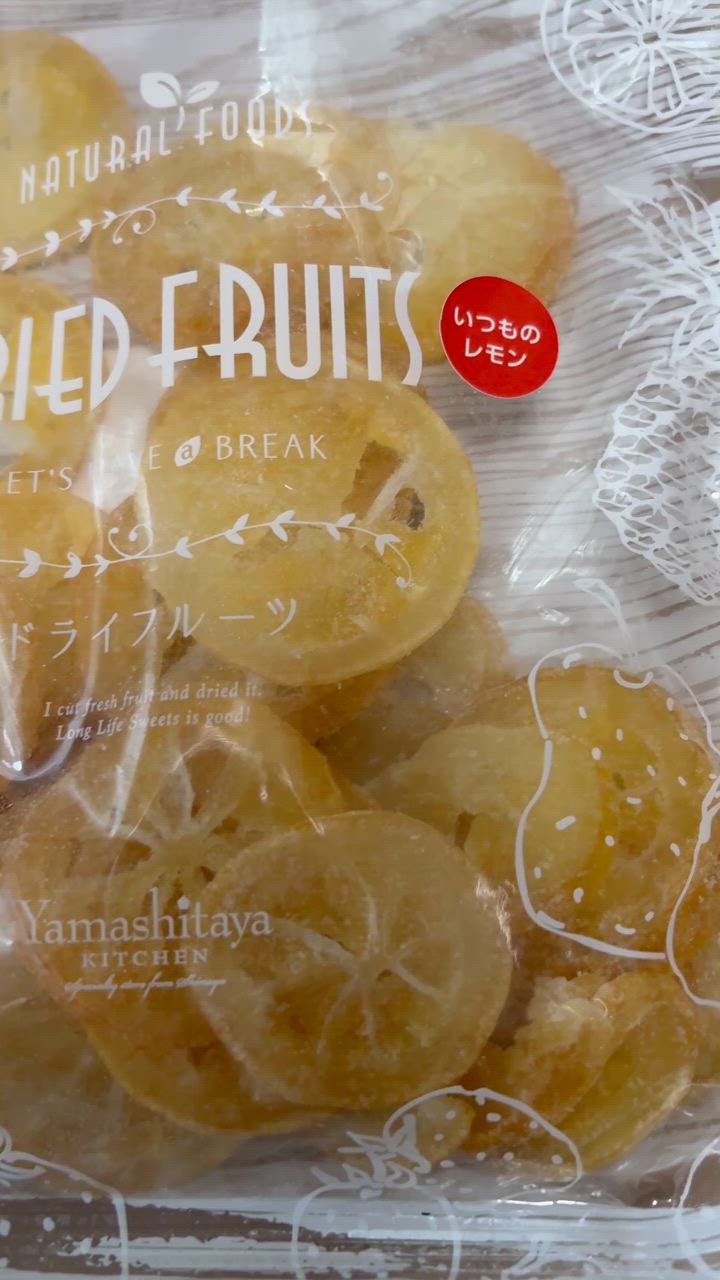 NATURAL FOODS
RIED FRUITS
いつもの
レモン
ET'S HAVE a BREAK
ドライフルーツ
I cut fresh fruit and dried it.
Long Life Sweets is good!
Yamashitaya
KITCHEN